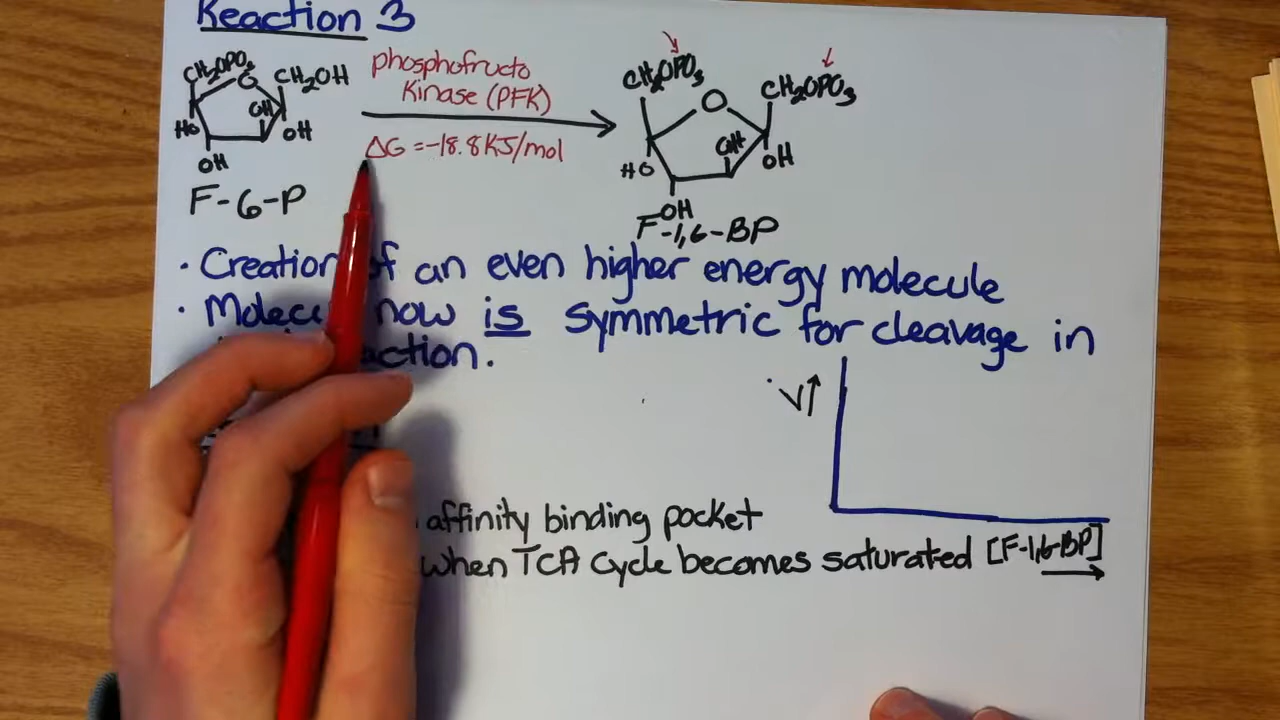 Reaction 3
CH₂OPO₃ O CH₂OH
OH
HO OH
OH
F-6-P
phosphofructo
Kinase (PFK)
ΔG = -18.8 KJ/mol
CH₂OPO₃ O CH₂OPO₃
OH
HO OH
OH
F-1,6-BP
· Creation of an even higher energy molecule
· now is symmetric for cleavage in
V↑
affinity binding pocket
when TCA Cycle becomes saturated
[F-1,6-BP]